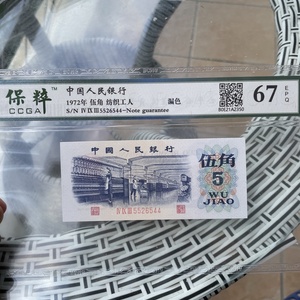 保粹
CCGA
中国人民银行
1972年 伍角 纺织工人 漏色
S/N Ⅳ Ⅸ Ⅲ 5526544-Note guarantee
67 EPQ
B0E21A2350
中国人民银行
伍角
5
WU
JIAO
Ⅳ Ⅸ Ⅲ 5526544